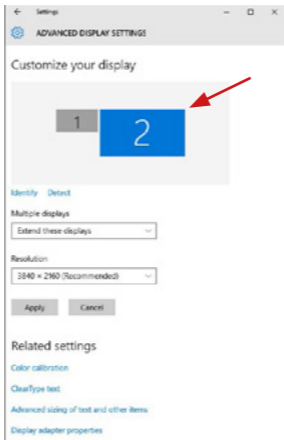 Settings
ADVANCED DISPLAY SETTINGS
Customize your display
1
2
Identify Detect
Multiple displays
Extend these displays
Resolution
3840 × 2160 (Recommended)
Apply Cancel
Related settings
Color calibration
ClearType text
Advanced sizing of text and other items
Display adapter properties